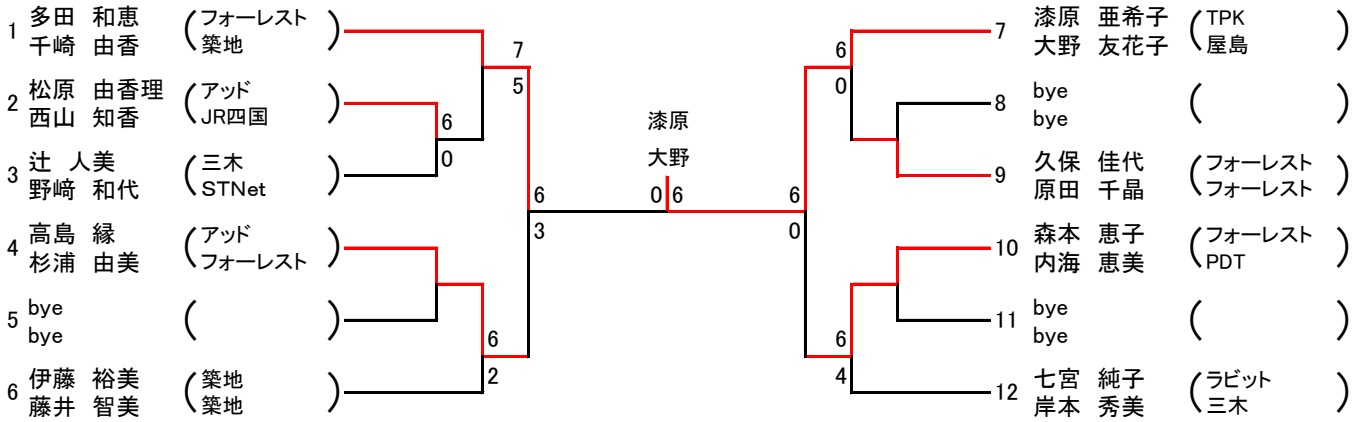 1 多田 和恵 (フォーレスト
千崎 由香 築地 )
2 松原 由香理 (アッド
西山 知香 JR四国 )
3 辻 人美 (三木
野﨑 和代 STNet )
4 高島 縁 (アッド
杉浦 由美 フォーレスト )
5 bye ( )
bye
6 伊藤 裕美 (築地
藤井 智美 築地 )
7
5
6
0
6
3
6
2
漆原
大野
0 6
6
0
6
0
6
4
7 漆原 亜希子 (TPK
大野 友花子 屋島 )
8 bye ( )
bye
9 久保 佳代 (フォーレスト
原田 千晶 フォーレスト )
10 森本 恵子 (フォーレスト
内海 恵美 PDT )
11 bye ( )
bye
12 七宮 純子 (ラビット
岸本 秀美 三木 )